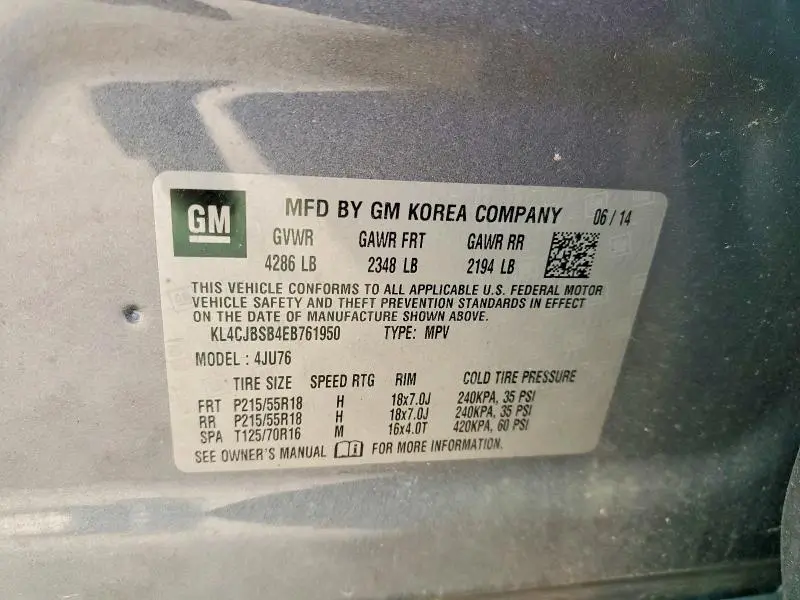 GM MFD BY GM KOREA COMPANY 06/14
GVWR GAWR FRT GAWR RR
4286 LB 2348 LB 2194 LB
THIS VEHICLE CONFORMS TO ALL APPLICABLE U.S. FEDERAL MOTOR
VEHICLE SAFETY AND THEFT PREVENTION STANDARDS IN EFFECT
ON THE DATE OF MANUFACTURE SHOWN ABOVE.
KL4CJBSB4EB761950 TYPE: MPV
MODEL : 4JU76
TIRE SIZE SPEED RTG RIM COLD TIRE PRESSURE
FRT P215/55R18 H 18x7.0J 240KPA, 35 PSI
RR P215/55R18 H 18x7.0J 240KPA, 35 PSI
SPA T125/70R16 M 16x4.0T 420KPA, 60 PSI
SEE OWNER'S MANUAL FOR MORE INFORMATION.